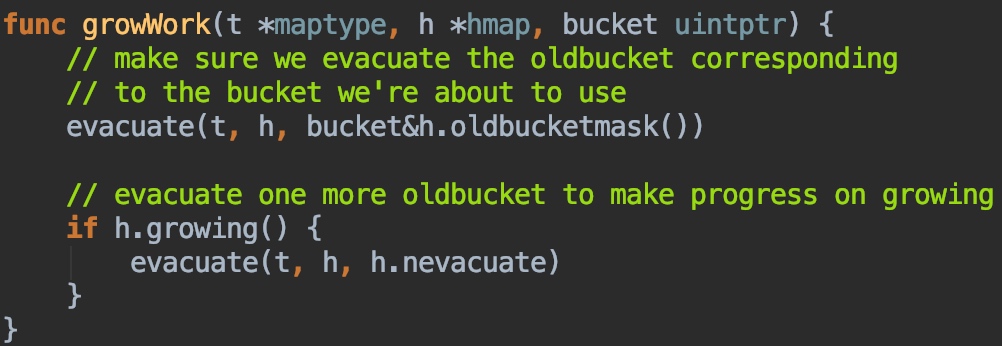 func growWork(t *maptype, h *hmap, bucket uintptr) {
    // make sure we evacuate the oldbucket corresponding
    // to the bucket we're about to use
    evacuate(t, h, bucket&h.oldbucketmask())

    // evacuate one more oldbucket to make progress on growing
    if h.growing() {
        evacuate(t, h, h.nevacuate)
    }
}